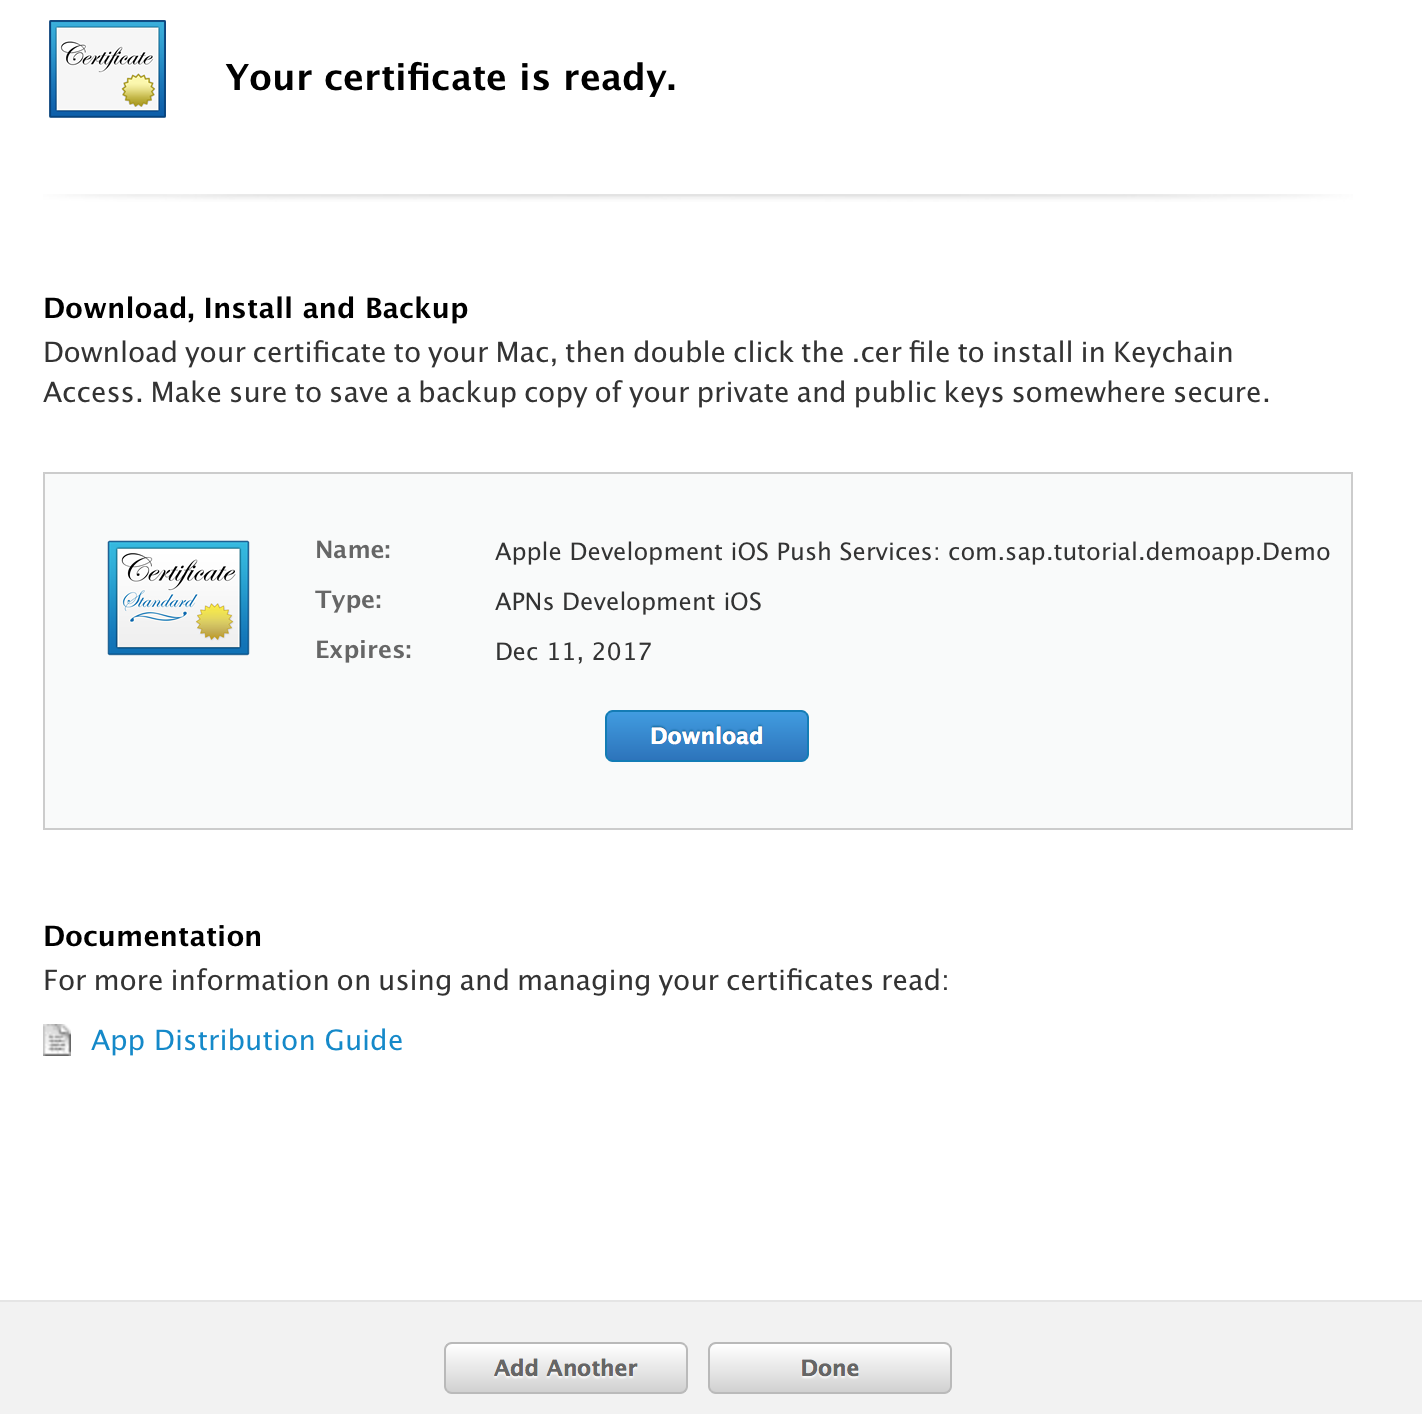 Certificate
Your certificate is ready.
Download, Install and Backup
Download your certificate to your Mac, then double click the .cer file to install in Keychain
Access. Make sure to save a backup copy of your private and public keys somewhere secure.
Certificate
Standard
Name: Apple Development iOS Push Services: com.sap.tutorial.demoapp.Demo
Type: APNs Development iOS
Expires: Dec 11, 2017
Download
Documentation
For more information on using and managing your certificates read:
App Distribution Guide
Add Another Done